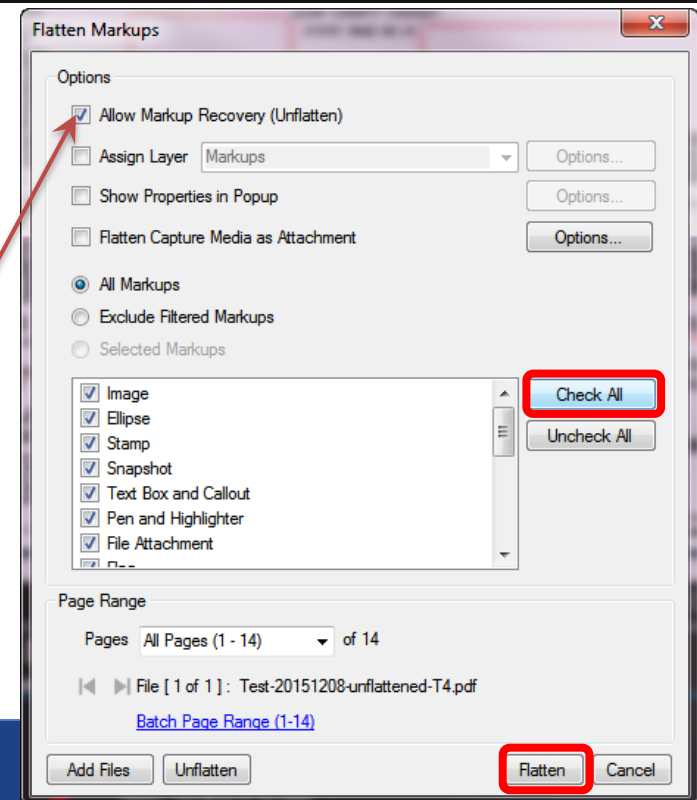 Flatten Markups
Options
Allow Markup Recovery (Unflatten)
Assign Layer Markups Options...
Show Properties in Popup Options...
Flatten Capture Media as Attachment Options...
All Markups
Exclude Filtered Markups
Selected Markups
Image Check All
Ellipse
Stamp Uncheck All
Snapshot
Text Box and Callout
Pen and Highlighter
File Attachment
Page Range
Pages All Pages (1 - 14) of 14
File [ 1 of 1 ] : Test-20151208-unflattened-T4.pdf
Batch Page Range (1-14)
Add Files Unflatten Flatten Cancel